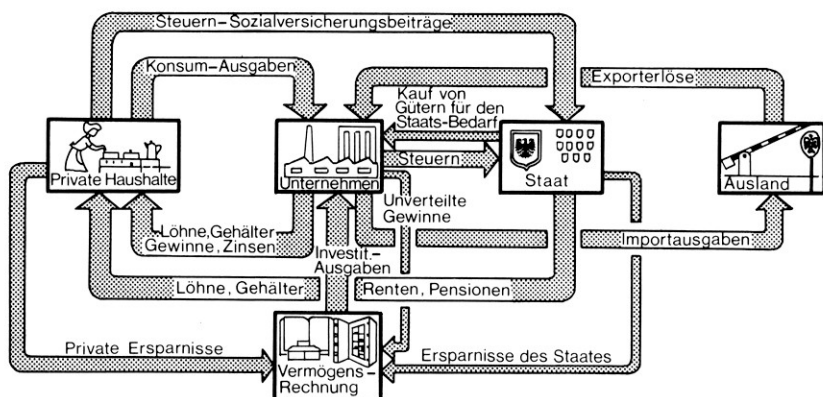 Steuern-Sozialversicherungsbeiträge
Konsum-Ausgaben
Exporterlöse
Kauf von
Gütern für den
Staats-Bedarf
Private Haushalte
Unternehmen
Steuern
Staat
Ausland
Unverteilte
Gewinne
Löhne, Gehälter
Gewinne, Zinsen
Investit.-
Ausgaben
Importausgaben
Löhne, Gehälter
Renten, Pensionen
Private Ersparnisse
Ersparnisse des Staates
Vermögens-
Rechnung